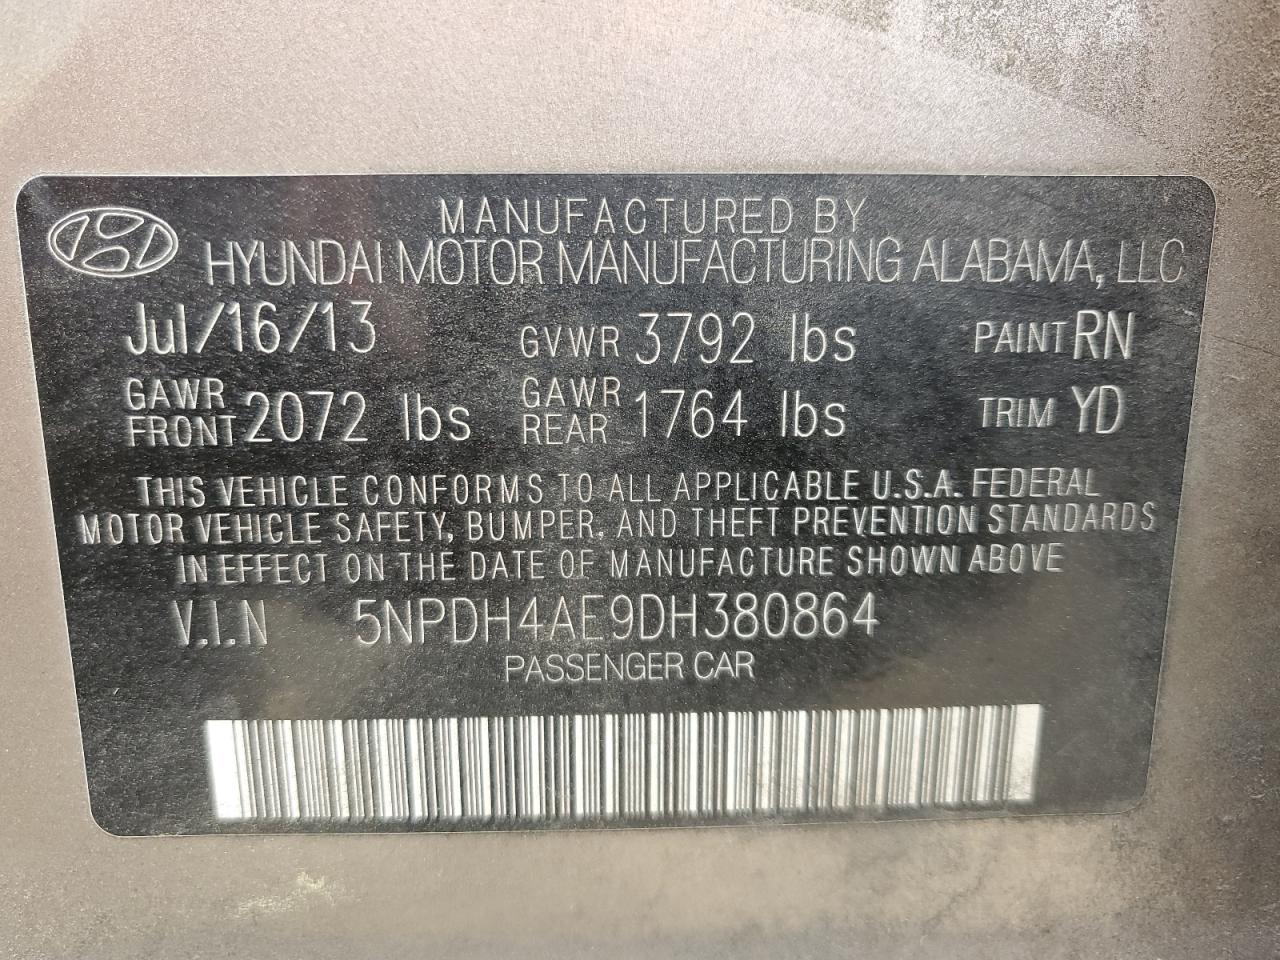 MANUFACTURED BY
HYUNDAI MOTOR MANUFACTURING ALABAMA, LLC
Jul/16/13 GVWR 3792 lbs PAINT RN
GAWR FRONT 2072 lbs GAWR REAR 1764 lbs TRIM YD
THIS VEHICLE CONFORMS TO ALL APPLICABLE U.S.A. FEDERAL
MOTOR VEHICLE SAFETY, BUMPER, AND THEFT PREVENTION STANDARDS
IN EFFECT ON THE DATE OF MANUFACTURE SHOWN ABOVE
V.I.N 5NPDH4AE9DH380864
PASSENGER CAR